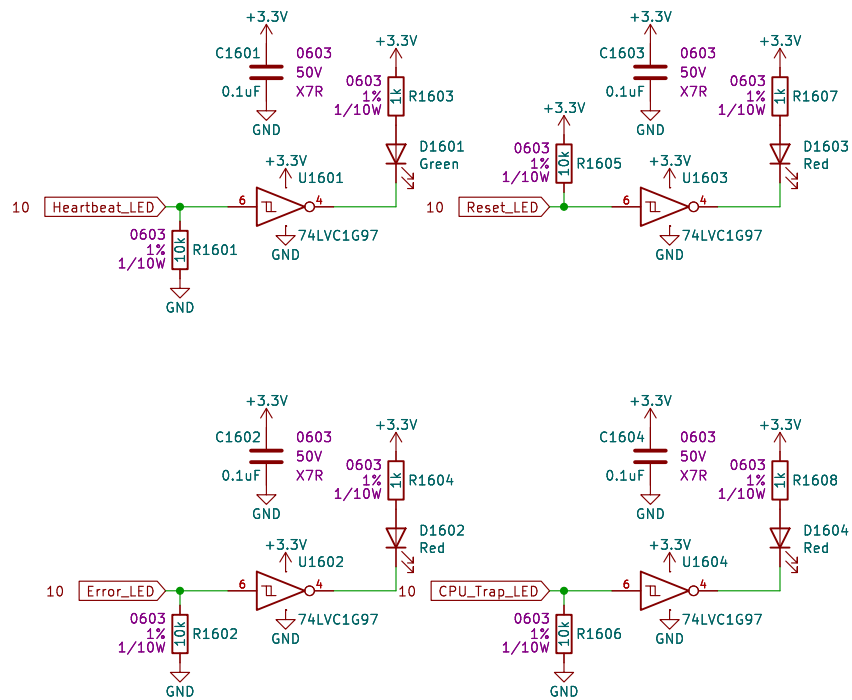 +3.3V
C1601
0.1uF
0603
50V
X7R
GND
+3.3V
0603
1%
1/10W
1k
R1603
D1601
Green
+3.3V
U1601
10
Heartbeat_LED
6
4
74LVC1G97
GND
0603
1%
1/10W
10k
R1601
GND
+3.3V
C1603
0.1uF
0603
50V
X7R
GND
+3.3V
0603
1%
1/10W
1k
R1607
D1603
Red
+3.3V
0603
1%
1/10W
10k
R1605
+3.3V
U1603
10
Reset_LED
6
4
74LVC1G97
GND
+3.3V
C1602
0.1uF
0603
50V
X7R
GND
+3.3V
0603
1%
1/10W
1k
R1604
D1602
Red
+3.3V
U1602
10
Error_LED
6
4
74LVC1G97
GND
0603
1%
1/10W
10k
R1602
GND
+3.3V
C1604
0.1uF
0603
50V
X7R
GND
+3.3V
0603
1%
1/10W
1k
R1608
D1604
Red
+3.3V
U1604
10
CPU_Trap_LED
6
4
74LVC1G97
GND
0603
1%
1/10W
10k
R1606
GND